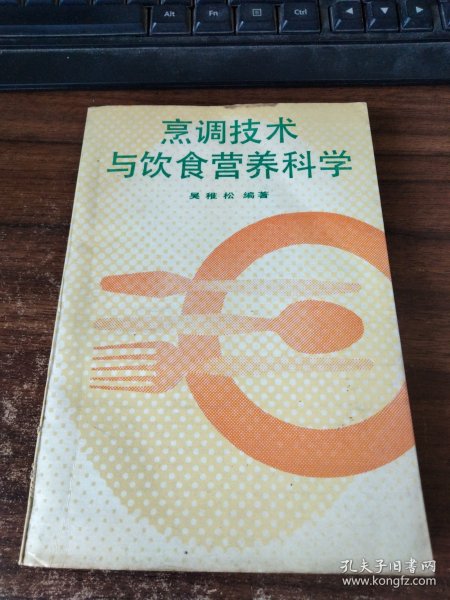 Alt
Fn
Ctrl
烹调技术
与饮食营养科学
吴稚松 编著
孔夫子旧书网
www.kongfz.com